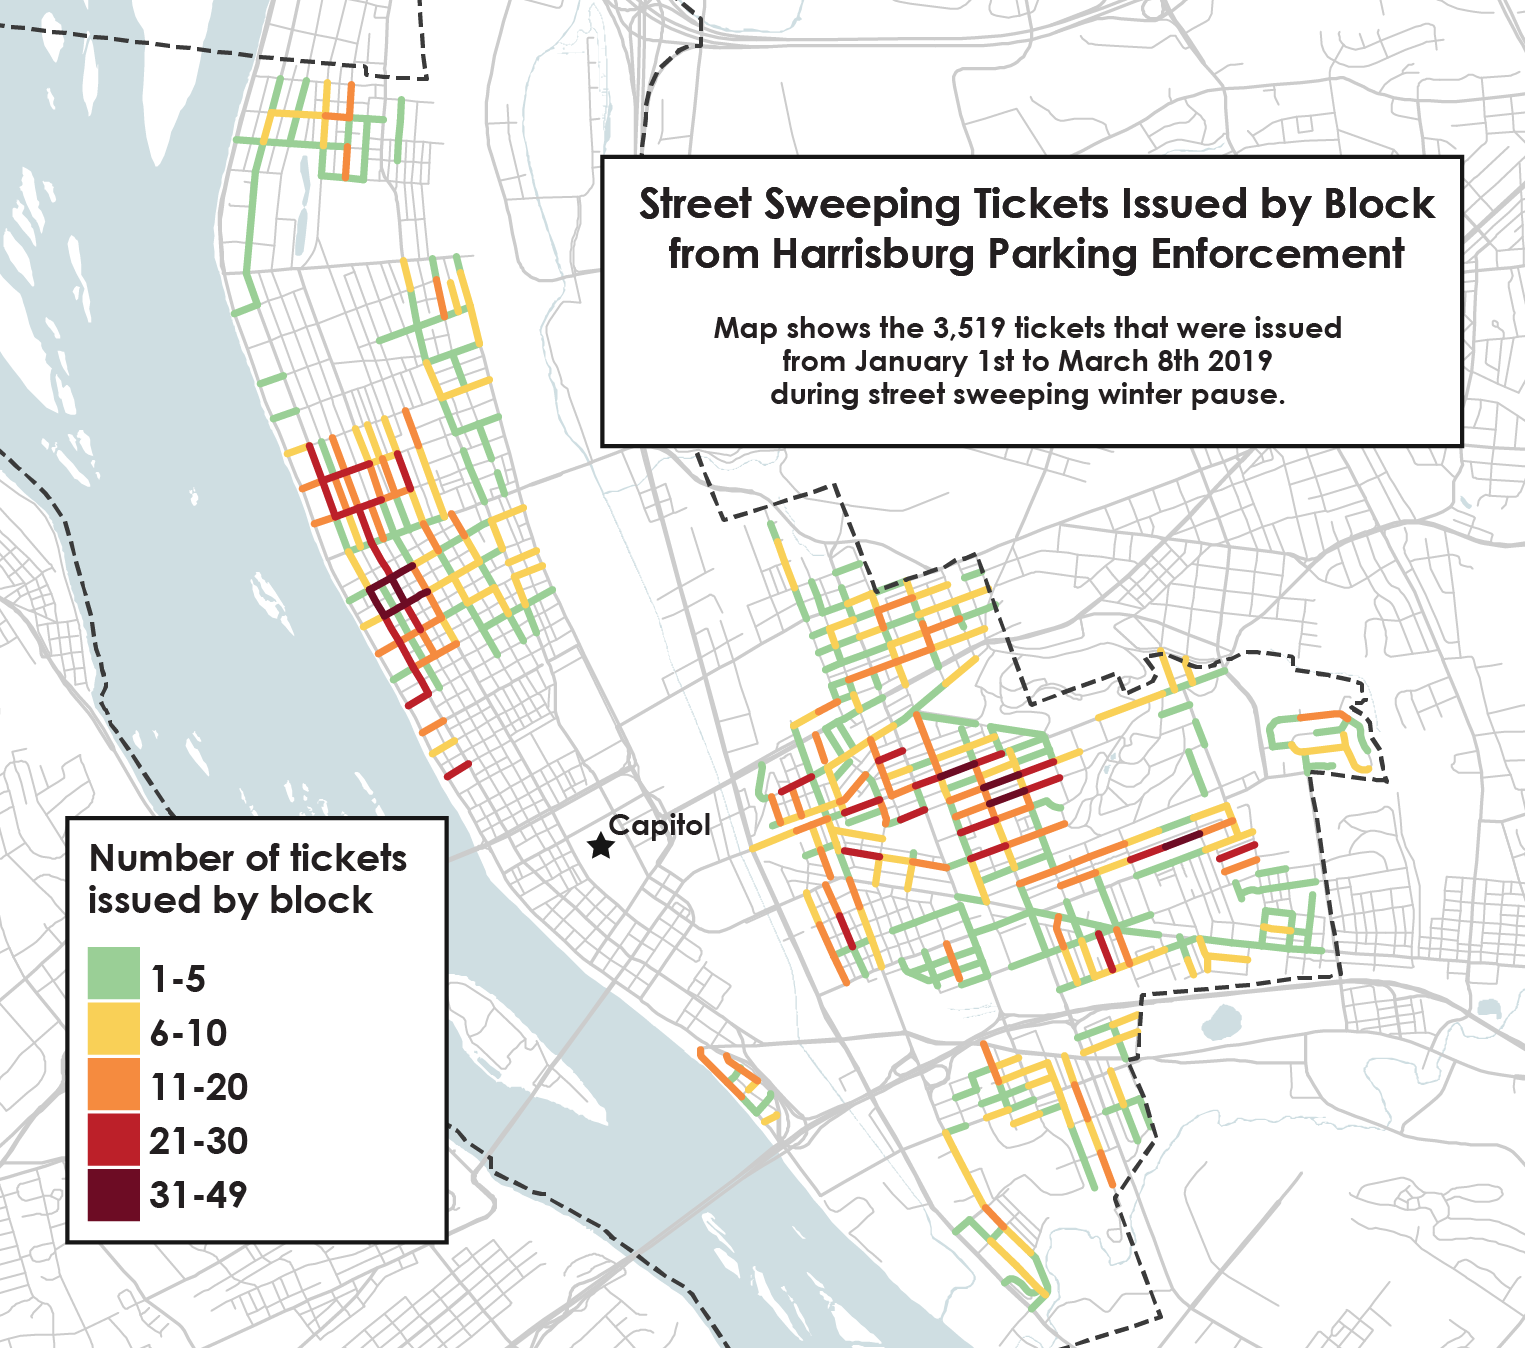 Street Sweeping Tickets Issued by Block
from Harrisburg Parking Enforcement
Map shows the 3,519 tickets that were issued
from January 1st to March 8th 2019
during street sweeping winter pause.
Capitol
Number of tickets
issued by block
1-5
6-10
11-20
21-30
31-49